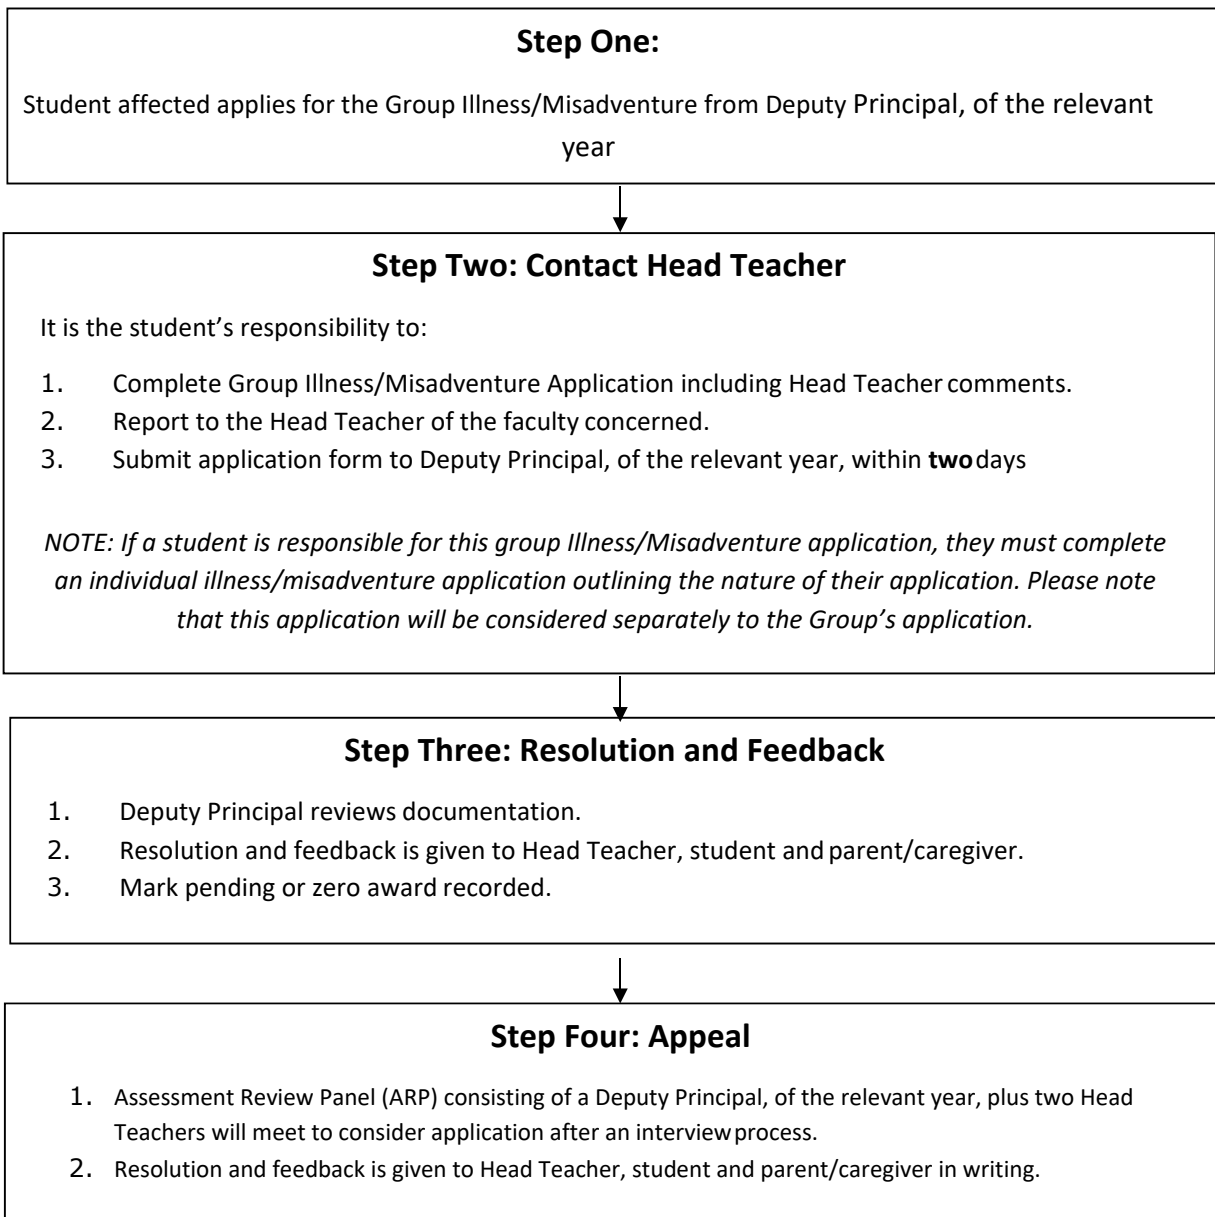 Step One:
Student affected applies for the Group Illness/Misadventure from Deputy Principal, of the relevant
year
Step Two: Contact Head Teacher
It is the student’s responsibility to:
1. Complete Group Illness/Misadventure Application including Head Teacher comments.
2. Report to the Head Teacher of the faculty concerned.
3. Submit application form to Deputy Principal, of the relevant year, within two days
NOTE: If a student is responsible for this group Illness/Misadventure application, they must complete
an individual illness/misadventure application outlining the nature of their application. Please note
that this application will be considered separately to the Group’s application.
Step Three: Resolution and Feedback
1. Deputy Principal reviews documentation.
2. Resolution and feedback is given to Head Teacher, student and parent/caregiver.
3. Mark pending or zero award recorded.
Step Four: Appeal
1. Assessment Review Panel (ARP) consisting of a Deputy Principal, of the relevant year, plus two Head
Teachers will meet to consider application after an interview process.
2. Resolution and feedback is given to Head Teacher, student and parent/caregiver in writing.